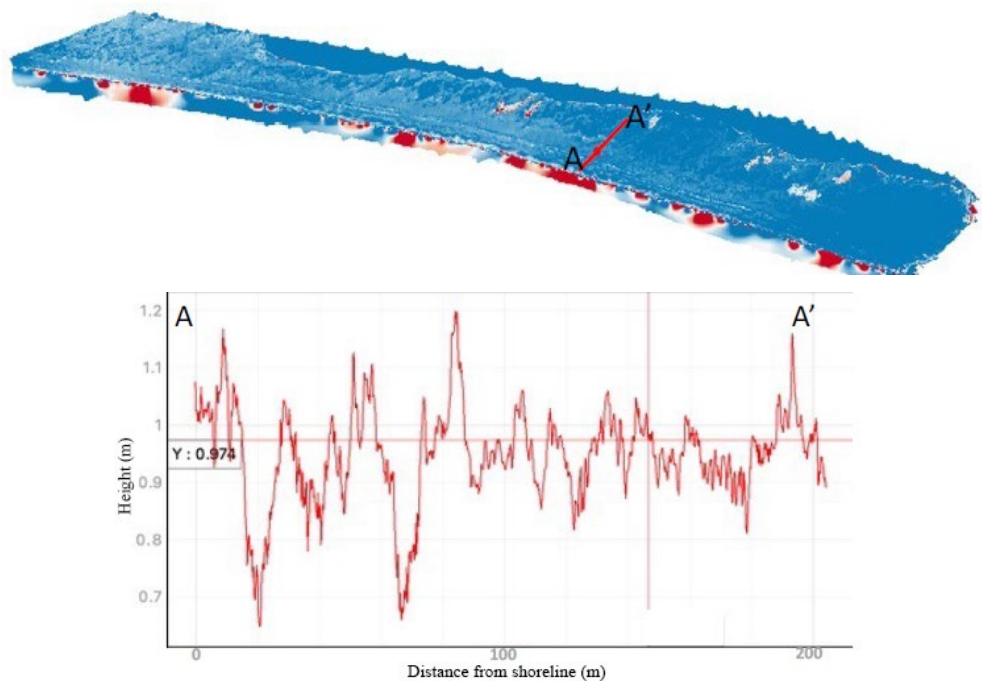 A'
A
A
A'
1.2
1.1
1
Y : 0.974
0.9
0.8
0.7
Height (m)
0
100
200
Distance from shoreline (m)